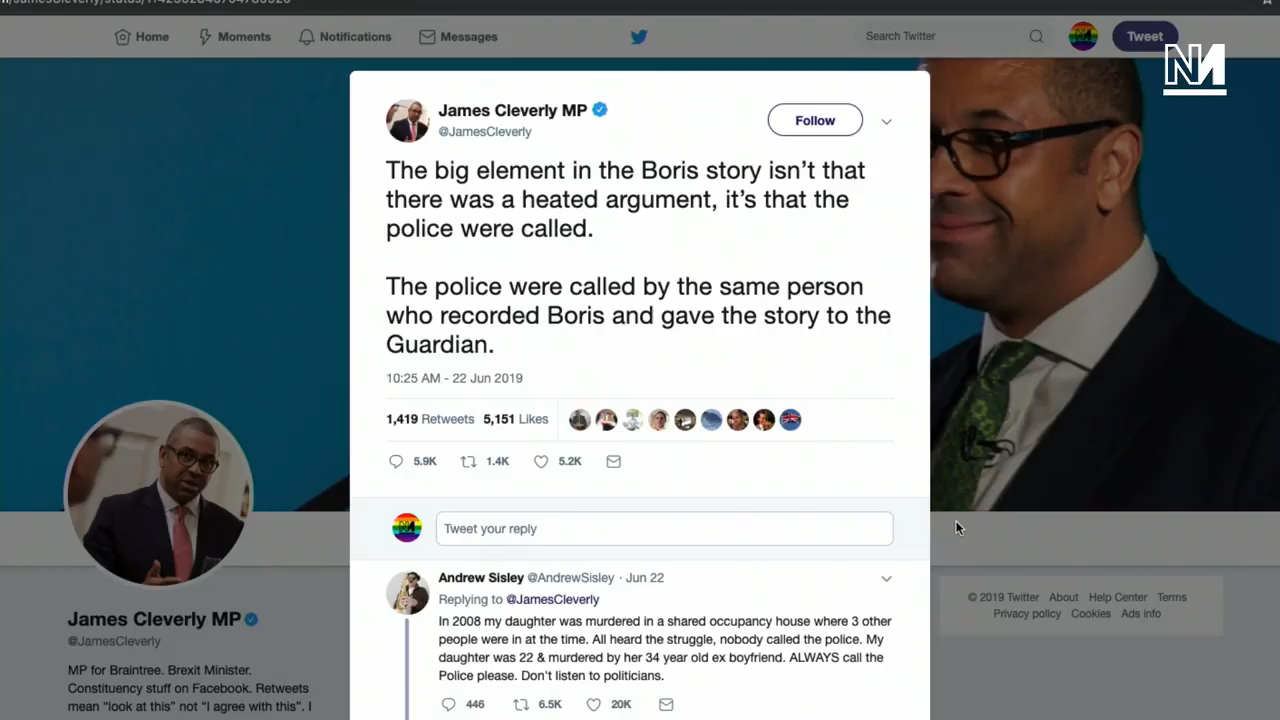 Home Moments Notifications Messages Search Twitter Tweet
NM
James Cleverly MP
@JamesCleverly
Follow
The big element in the Boris story isn’t that
there was a heated argument, it’s that the
police were called.
The police were called by the same person
who recorded Boris and gave the story to the
Guardian.
10:25 AM - 22 Jun 2019
1,419 Retweets 5,151 Likes
5.9K 1.4K 5.2K
Tweet your reply
Andrew Sisley @AndrewSisley · Jun 22
Replying to @JamesCleverly
In 2008 my daughter was murdered in a shared occupancy house where 3 other
people were in at the time. All heard the struggle, nobody called the police. My
daughter was 22 & murdered by her 34 year old ex boyfriend. ALWAYS call the
Police please. Don’t listen to politicians.
446 6.5K 20K
James Cleverly MP
@JamesCleverly
MP for Braintree. Brexit Minister.
Constituency stuff on Facebook. Retweets
mean “look at this” not “I agree with this”. I
© 2019 Twitter About Help Center Terms
Privacy policy Cookies Ads info